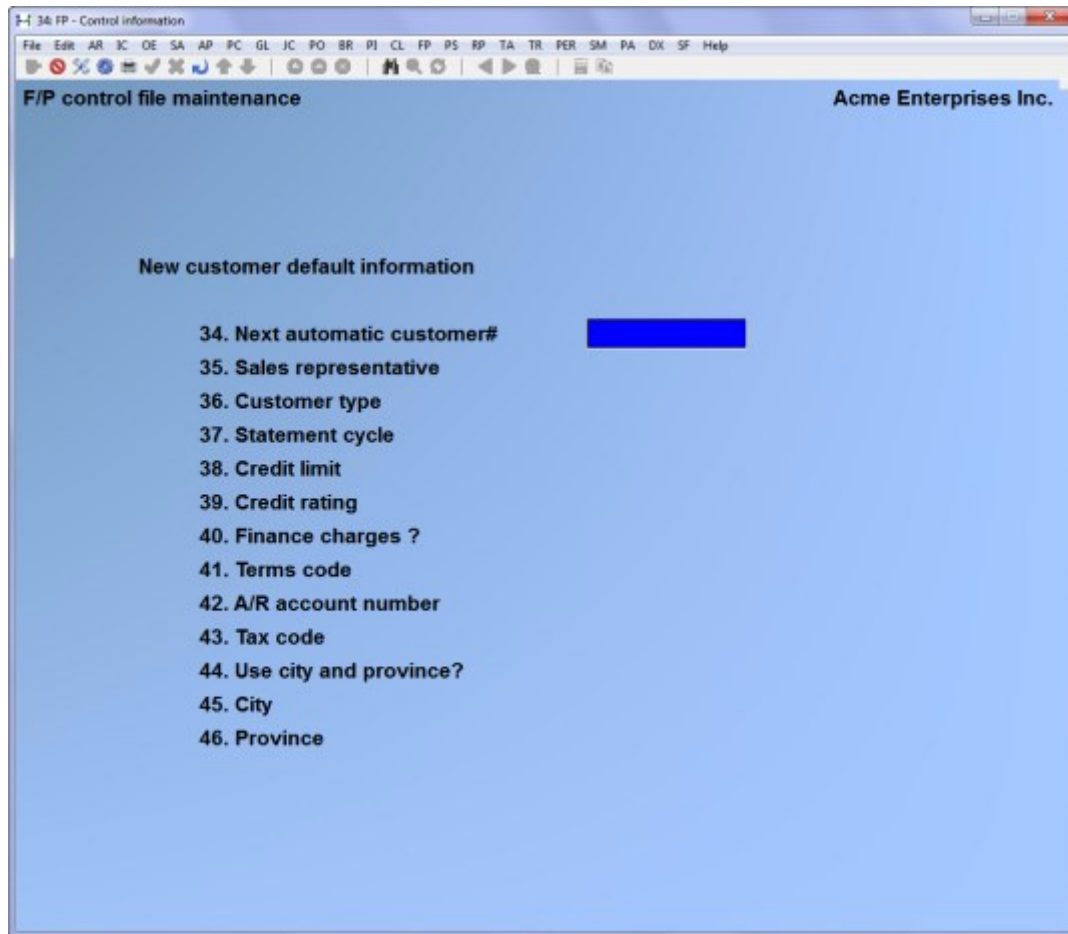 34: FP - Control information
File Edit AR IC OE SA AP PC GL JC PO BR PJ CL FP PS RP TA TR PER SM PA DX SF Help
F/P control file maintenance Acme Enterprises Inc.
New customer default information
34. Next automatic customer#
35. Sales representative
36. Customer type
37. Statement cycle
38. Credit limit
39. Credit rating
40. Finance charges ?
41. Terms code
42. A/R account number
43. Tax code
44. Use city and province?
45. City
46. Province